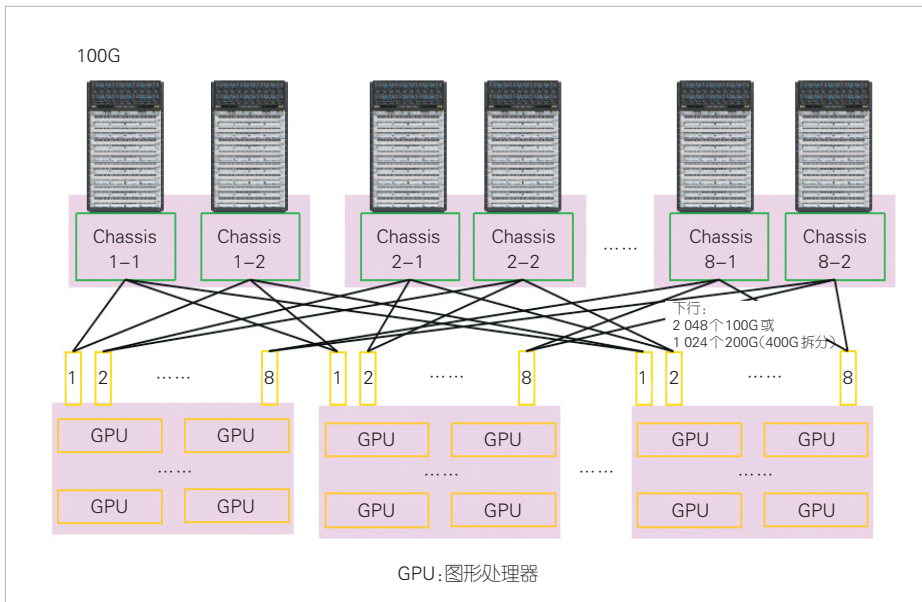 100G
Chassis 1–1
Chassis 1–2
Chassis 2–1
Chassis 2–2
……
Chassis 8–1
Chassis 8–2
下行：
2 048个100G或
1 024个200G(400G拆分)
1 2 …… 8 1 2 …… 8 1 2 …… 8
GPU GPU GPU GPU GPU GPU
…… …… …… ……
GPU GPU GPU GPU GPU GPU
GPU：图形处理器